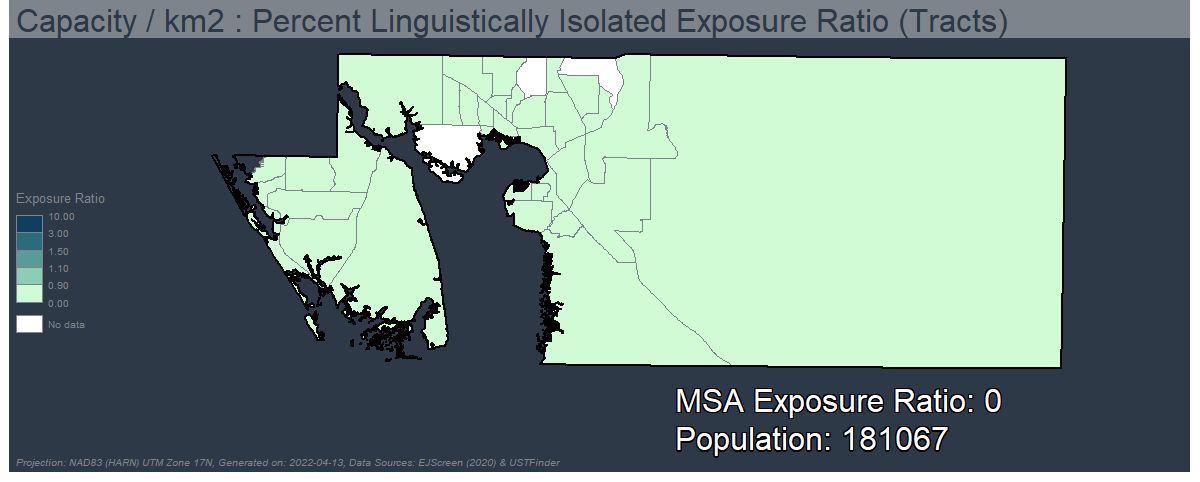 Capacity / km2 : Percent Linguistically Isolated Exposure Ratio (Tracts)
Exposure Ratio
10.00
3.00
1.50
1.10
0.90
0.00
No data
MSA Exposure Ratio: 0
Population: 181067
Projection: NAD83 (HARN) UTM Zone 17N, Generated on: 2022-04-13, Data Sources: EJScreen (2020) & USTFinder